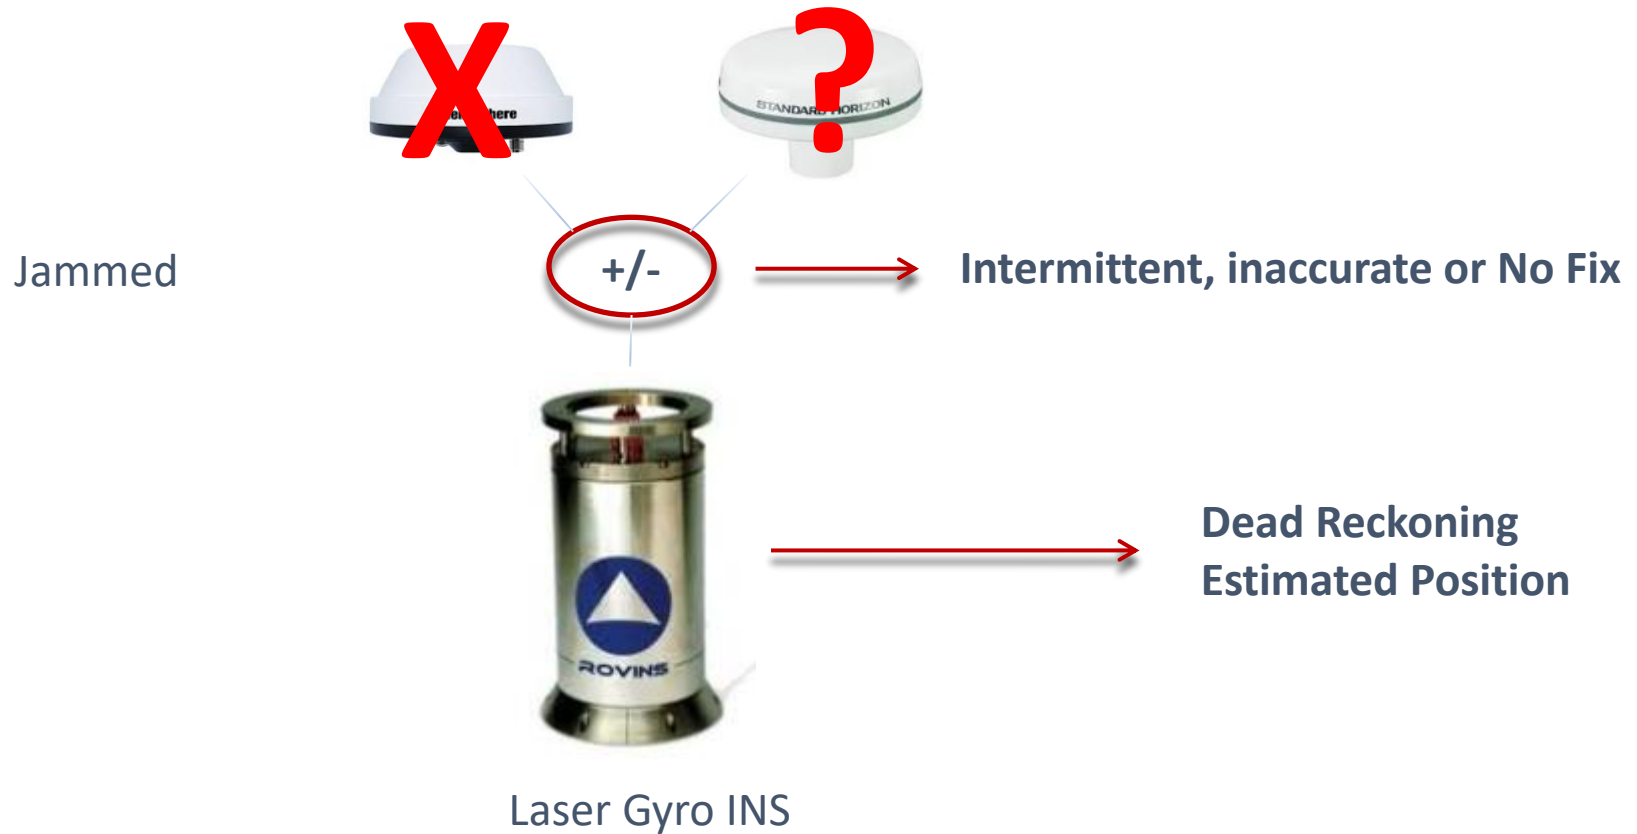 X
?
STANDARD HORIZON
Jammed
+/-
Intermittent, inaccurate or No Fix
Dead Reckoning
Estimated Position
ROVINS
Laser Gyro INS